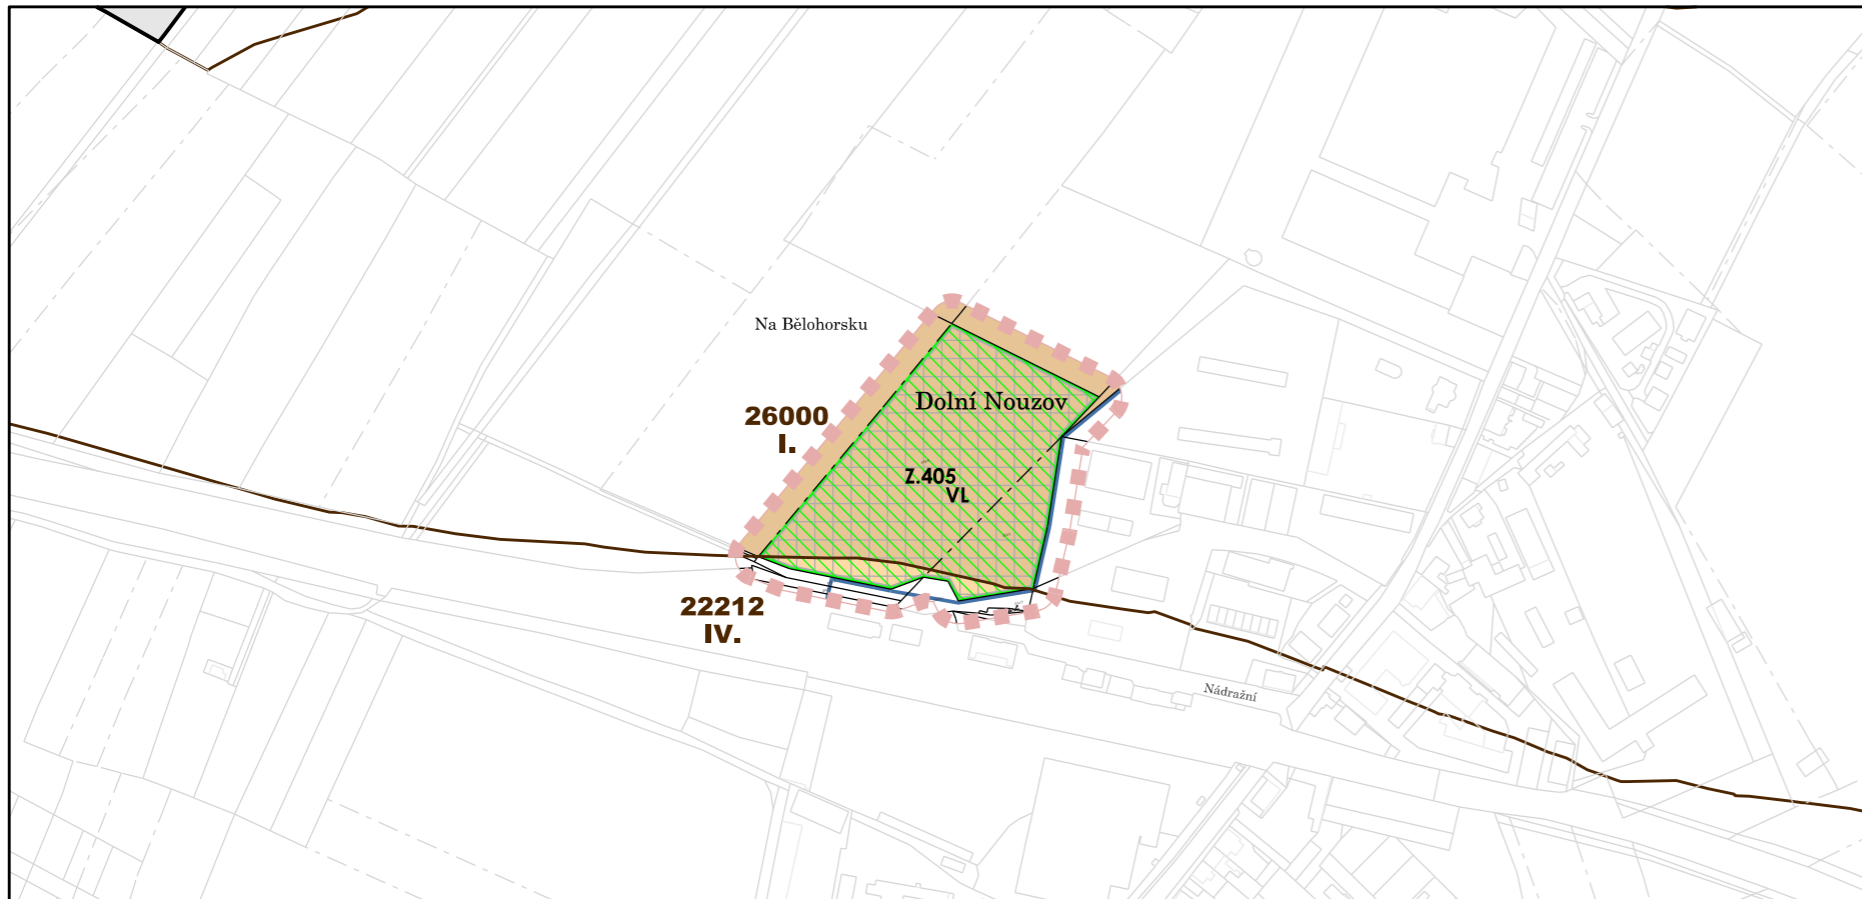 Na Bělohorsku
Dolní Nouzov
26000
I.
Z.405
VL
22212
IV.
Nádražní